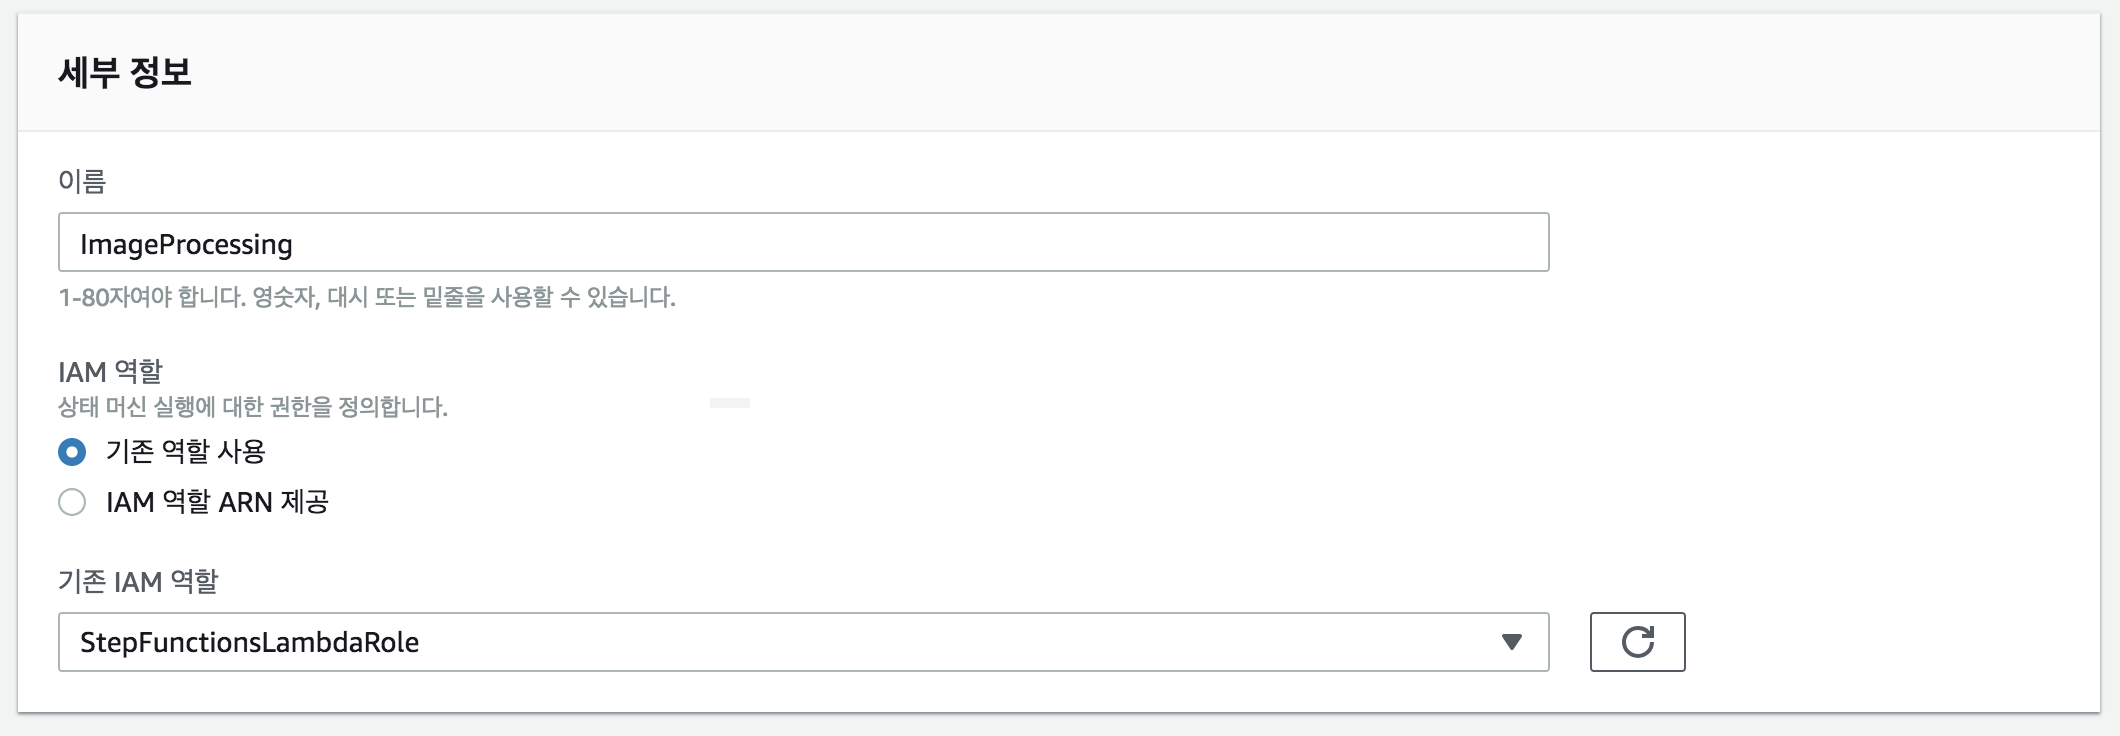 세부 정보
이름
ImageProcessing
1-80자여야 합니다. 영숫자, 대시 또는 밑줄을 사용할 수 있습니다.
IAM 역할
상태 머신 실행에 대한 권한을 정의합니다.
기존 역할 사용
IAM 역할 ARN 제공
기존 IAM 역할
StepFunctionsLambdaRole